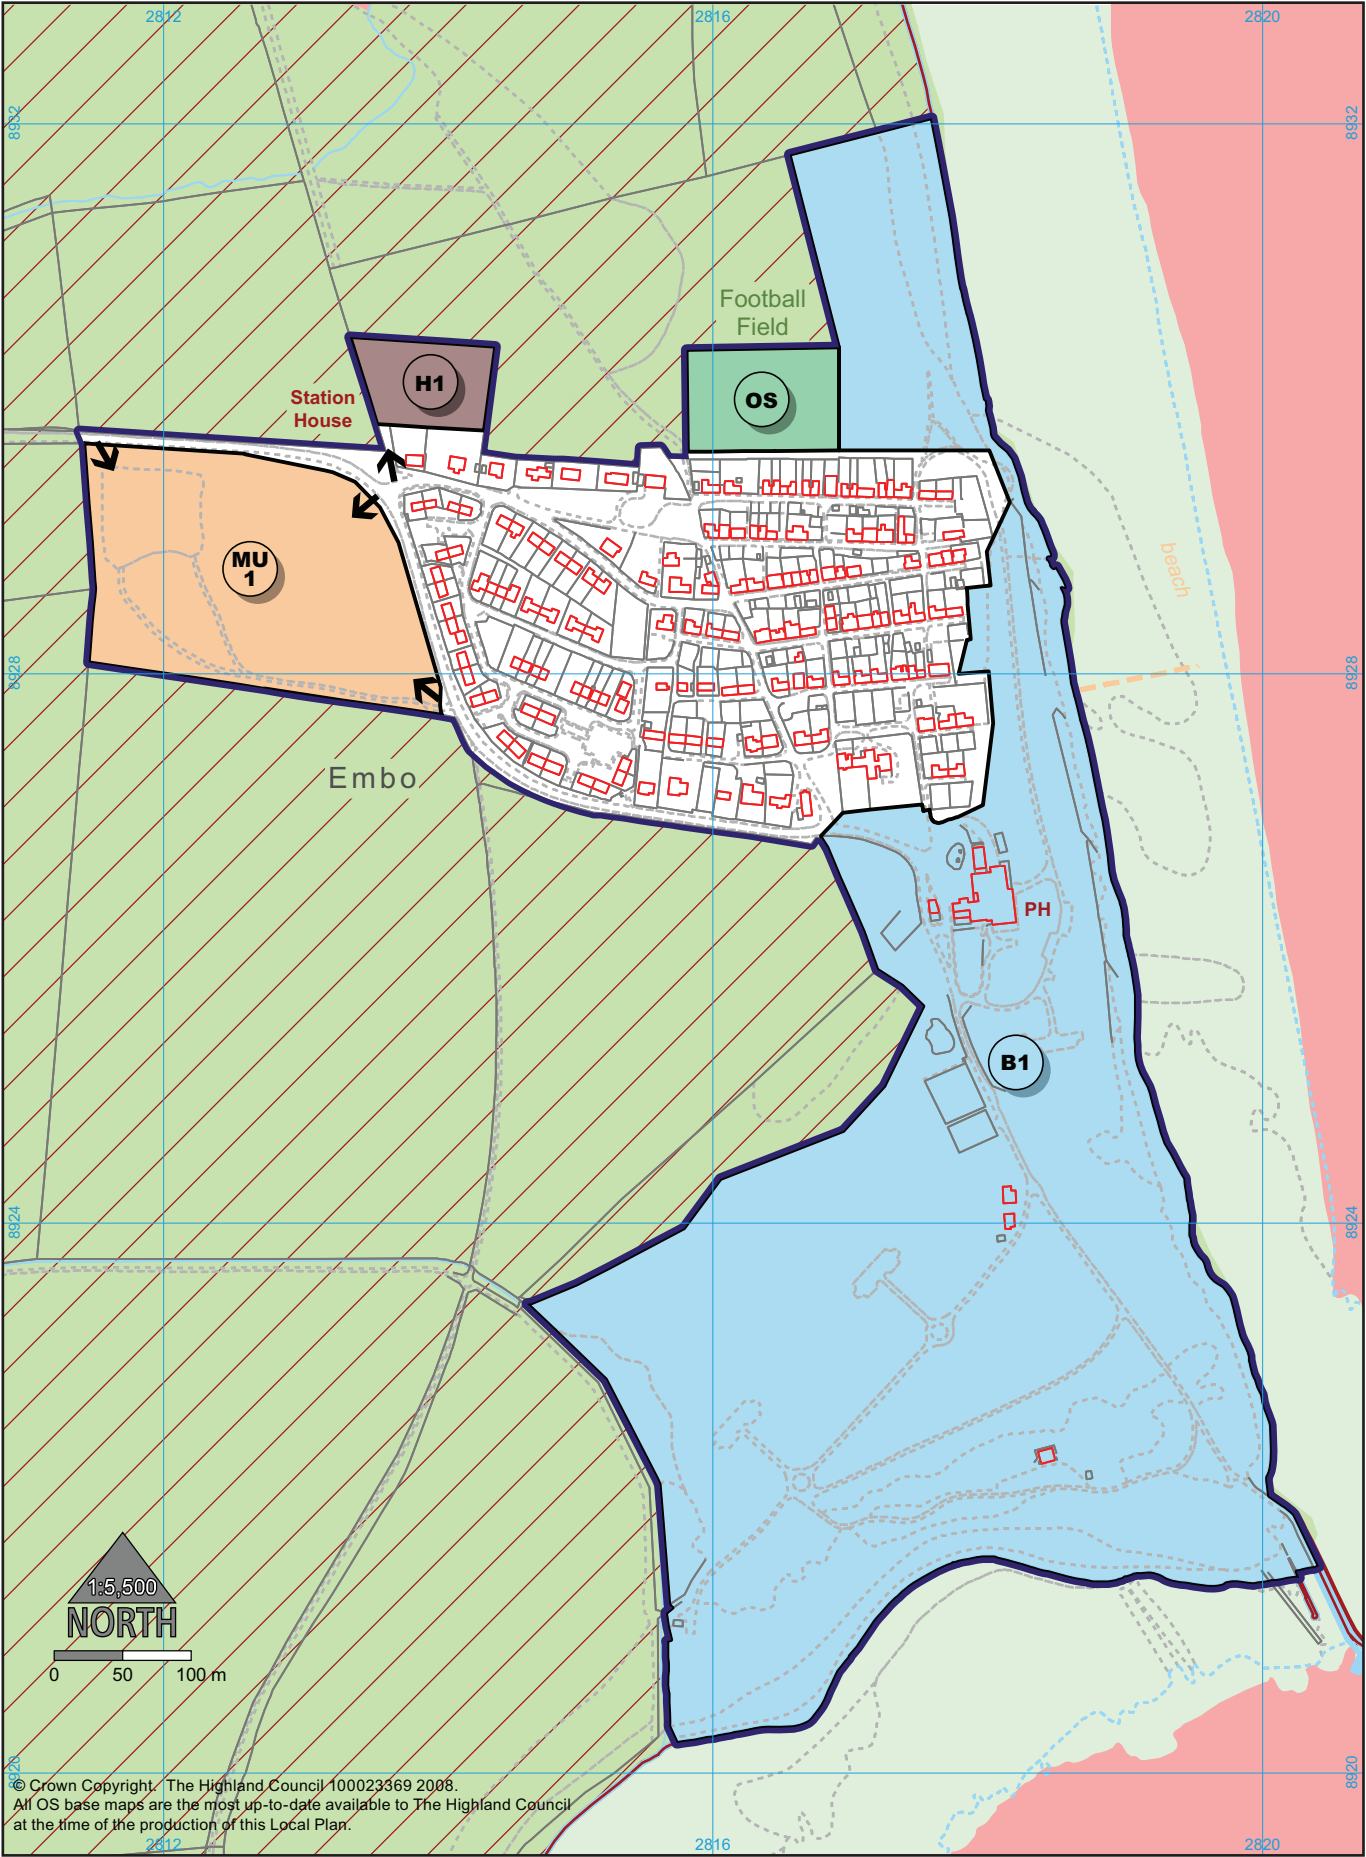 2812
2816
2820
8932
8932
Football
Field
H1
OS
Station
House
MU
1
beach
8928
8928
Embo
PH
B1
8924
8924
1:5,500
NORTH
0 50 100 m
8920
8920
© Crown Copyright. The Highland Council 100023369 2008.
All OS base maps are the most up-to-date available to The Highland Council
at the time of the production of this Local Plan.
2812
2816
2820